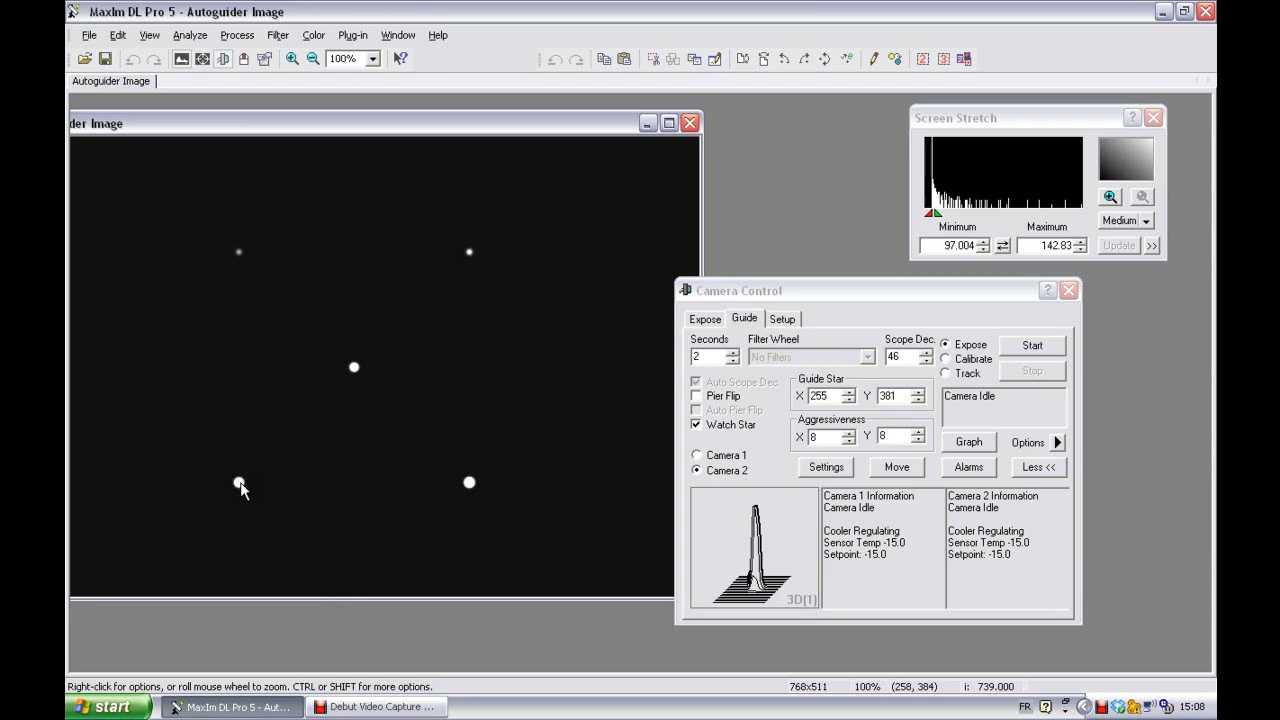 MaxIm DL Pro 5 - Autoguider Image
File Edit View Analyze Process Filter Color Plug-in Window Help
100%
Autoguider Image
der Image
Screen Stretch
Medium
Minimum Maximum
97.004 142.83 Update >>
Camera Control
Expose Guide Setup
Seconds Filter Wheel Scope Dec.
2 No Filters 46
Expose Start
Calibrate
Track Stop
Auto Scope Dec.
Pier Flip
Auto Pier Flip
Watch Star
Guide Star
X 255 Y 381
Aggressiveness
X 8 Y 8
Camera Idle
Graph Options
Camera 1
Camera 2
Settings Move Alarms Less <<
3D[1]
Camera 1 Information
Camera Idle
Cooler Regulating
Sensor Temp -15.0
Setpoint: -15.0
Camera 2 Information
Camera Idle
Cooler Regulating
Sensor Temp -15.0
Setpoint: -15.0
Right-click for options, or roll mouse wheel to zoom. CTRL or SHIFT for more options. 768x511 100% (258, 384) i: 739.000
start MaxIm DL Pro 5 - Aut... Debut Video Capture ... FR 15:08